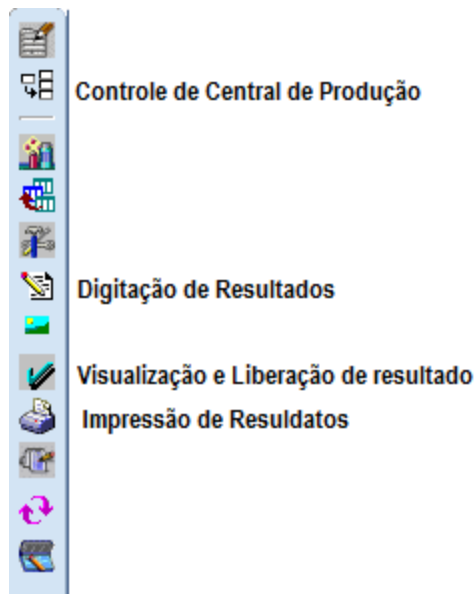 Controle de Central de Produção
Digitação de Resultados
Visualização e Liberação de resultado
Impressão de Resuldatos